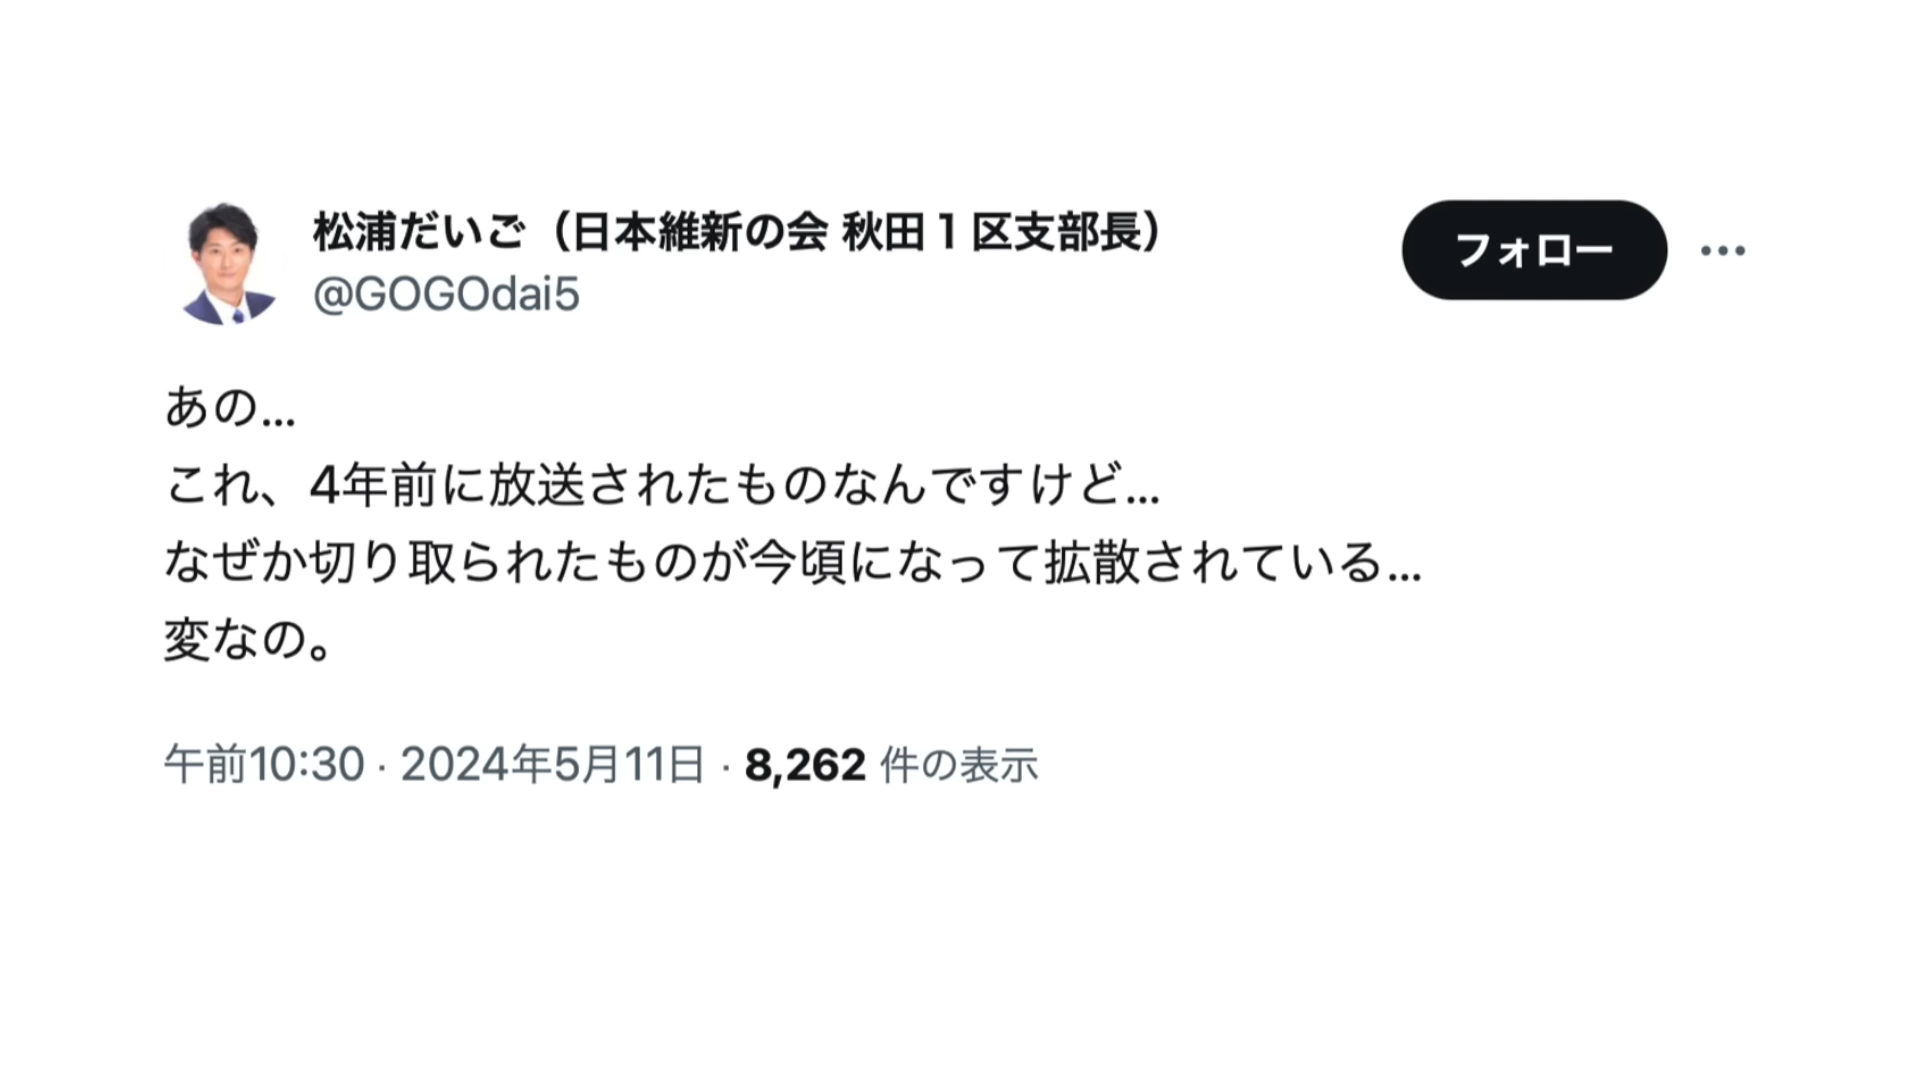 松浦だいご（日本維新の会 秋田１区支部長）
@GOGOdai5
フォロー
あの...
これ、4年前に放送されたものなんですけど...
なぜか切り取られたものが今頃になって拡散されている...
変なの。
午前10:30 · 2024年5月11日 · 8,262 件の表示